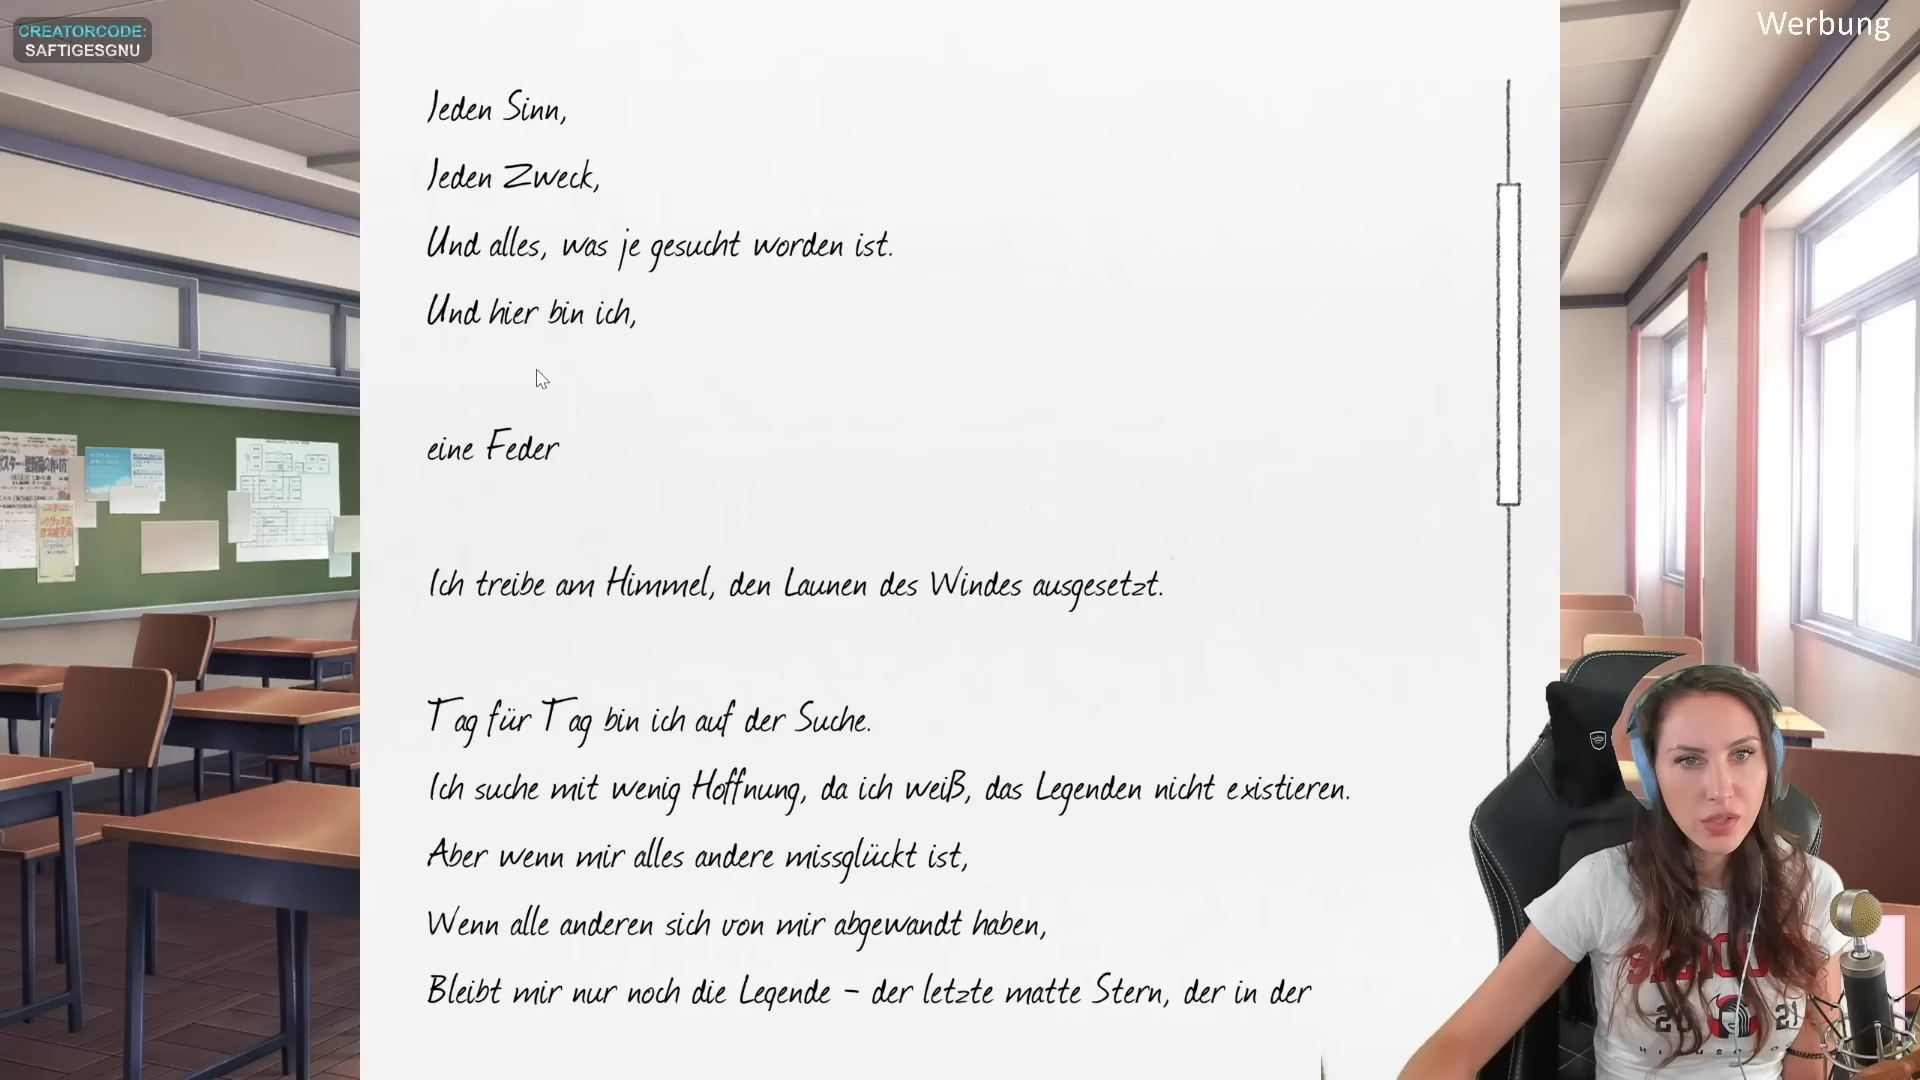 CREATORCODE:
SAFTIGESGNU
Werbung
Jeden Sinn,
Jeden Zweck,
Und alles, was je gesucht worden ist.
Und hier bin ich,
eine Feder
Ich treibe am Himmel, den Launen des Windes ausgesetzt.
Tag für Tag bin ich auf der Suche.
Ich suche mit wenig Hoffnung, da ich weiß, das Legenden nicht existieren.
Aber wenn mir alles andere missglückt ist,
Wenn alle anderen sich von mir abgewandt haben,
Bleibt mir nur noch die Legende – der letzte matte Stern, der in der